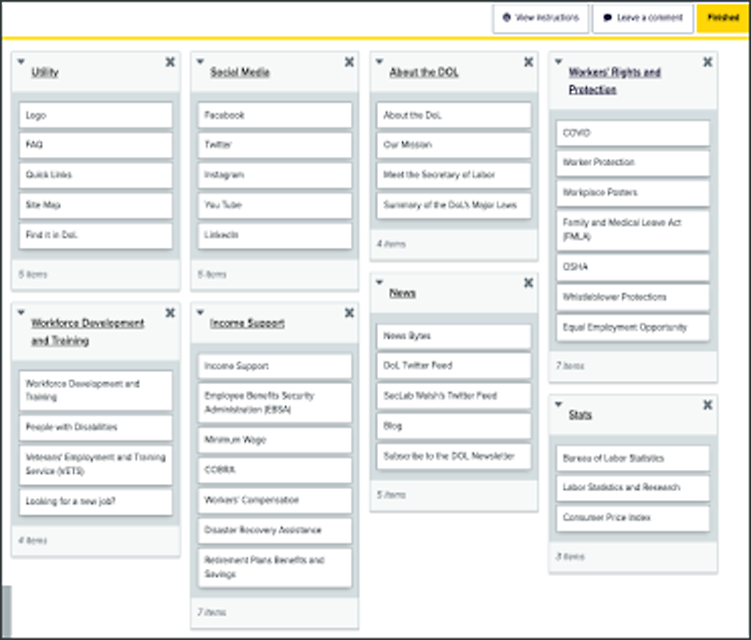 View instructions
Leave a comment
Finished
Utility
Logo
FAQ
Quick Links
Site Map
Find it in DoL
5 items
Social Media
Facebook
Twitter
Instagram
You Tube
LinkedIn
5 items
About the DOL
About the DoL
Our Mission
Meet the Secretary of Labor
Summary of the DoL's Major Laws
4 items
Workers' Rights and
Protection
COVID
Worker Protection
Workplace Posters
Family and Medical Leave Act
(FMLA)
OSHA
Whistleblower Protections
Equal Employment Opportunity
7 items
Workforce Development
and Training
Workforce Development and
Training
People with Disabilities
Veterans' Employment and Training
Service (VETS)
Looking for a new job?
4 items
Income Support
Income Support
Employee Benefits Security
Administration (EBSA)
Minimum Wage
COBRA
Workers' Compensation
Disaster Recovery Assistance
Retirement Plans Benefits and
Savings
7 items
News
News Bytes
DoL Twitter Feed
SecLab Walsh's Twitter Feed
Blog
Subscribe to the DOL Newsletter
5 items
Stats
Bureau of Labor Statistics
Labor Statistics and Research
Consumer Price Index
3 items